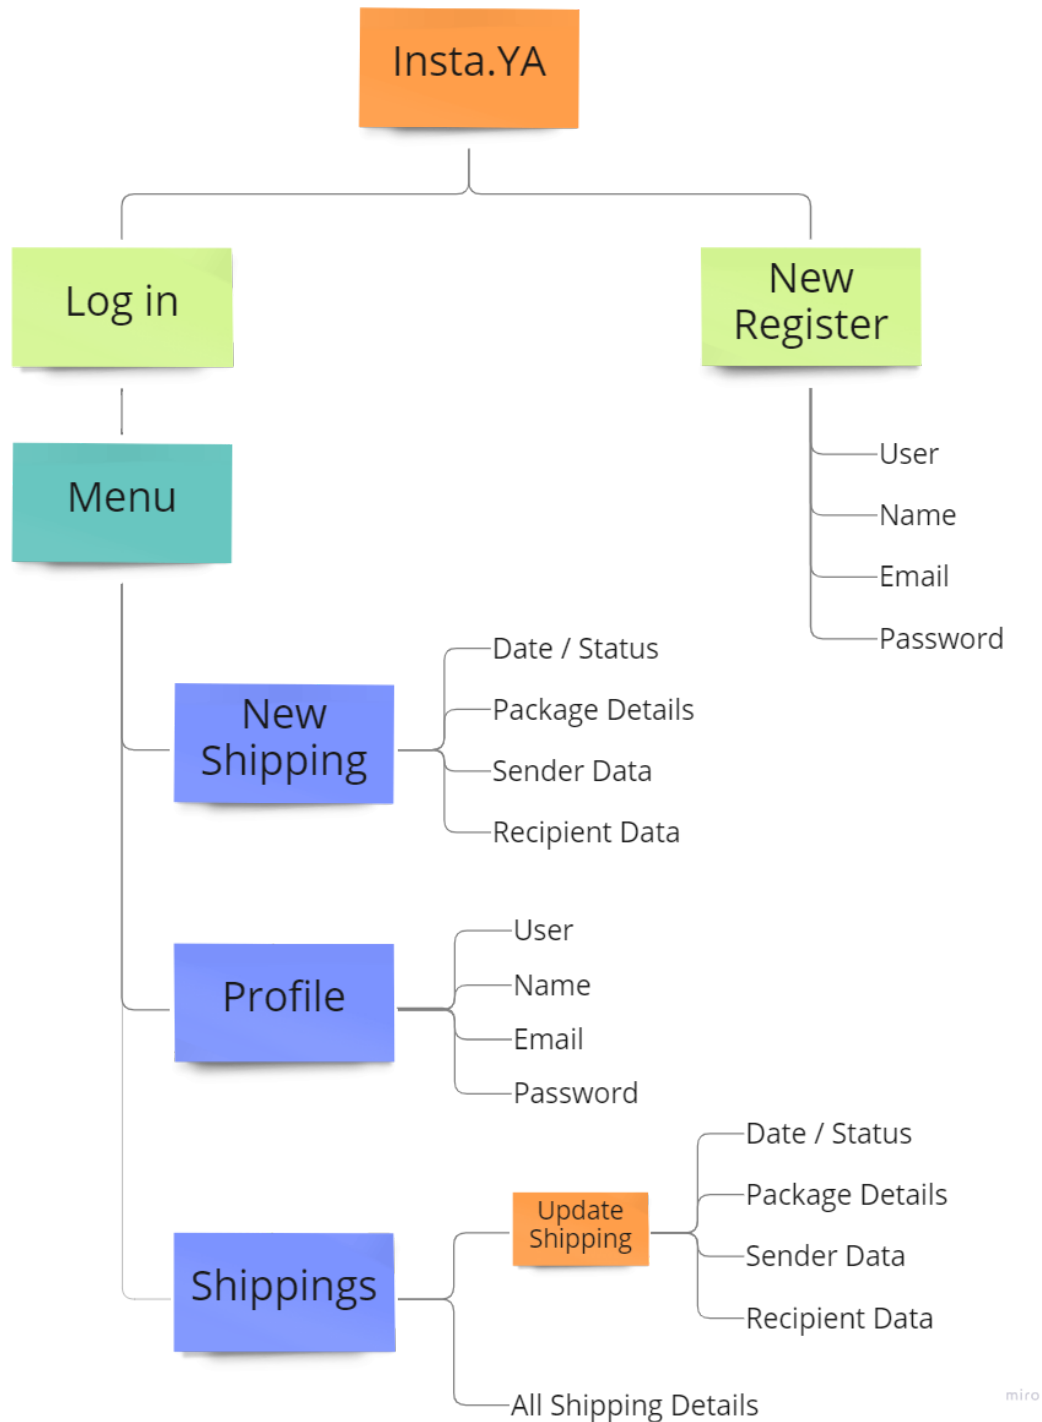 Insta.YA
Log in
New
Register
User
Name
Email
Password
Menu
New
Shipping
Date / Status
Package Details
Sender Data
Recipient Data
Profile
User
Name
Email
Password
Shippings
Update
Shipping
Date / Status
Package Details
Sender Data
Recipient Data
All Shipping Details
miro